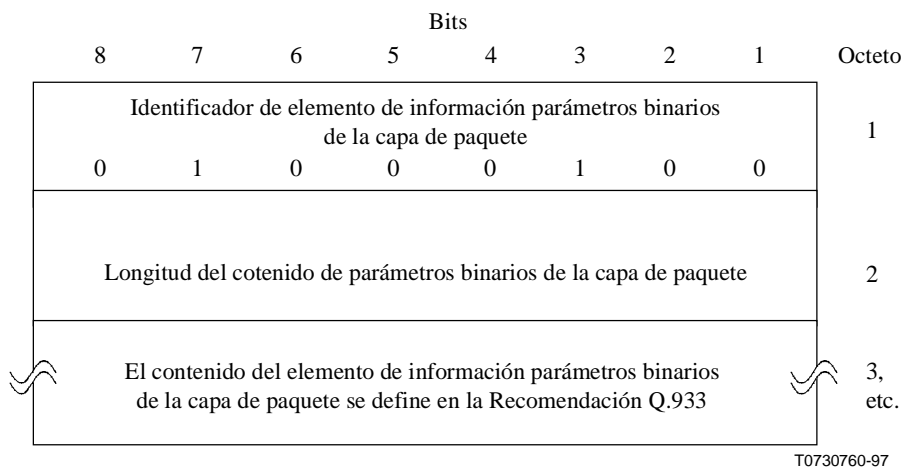 Bits
8 7 6 5 4 3 2 1 Octeto
Identificador de elemento de información parámetros binarios
de la capa de paquete
1
0 1 0 0 0 1 0 0
Longitud del cotenido de parámetros binarios de la capa de paquete 2
El contenido del elemento de información parámetros binarios 3,
de la capa de paquete se define en la Recomendación Q.933 etc.
T0730760-97